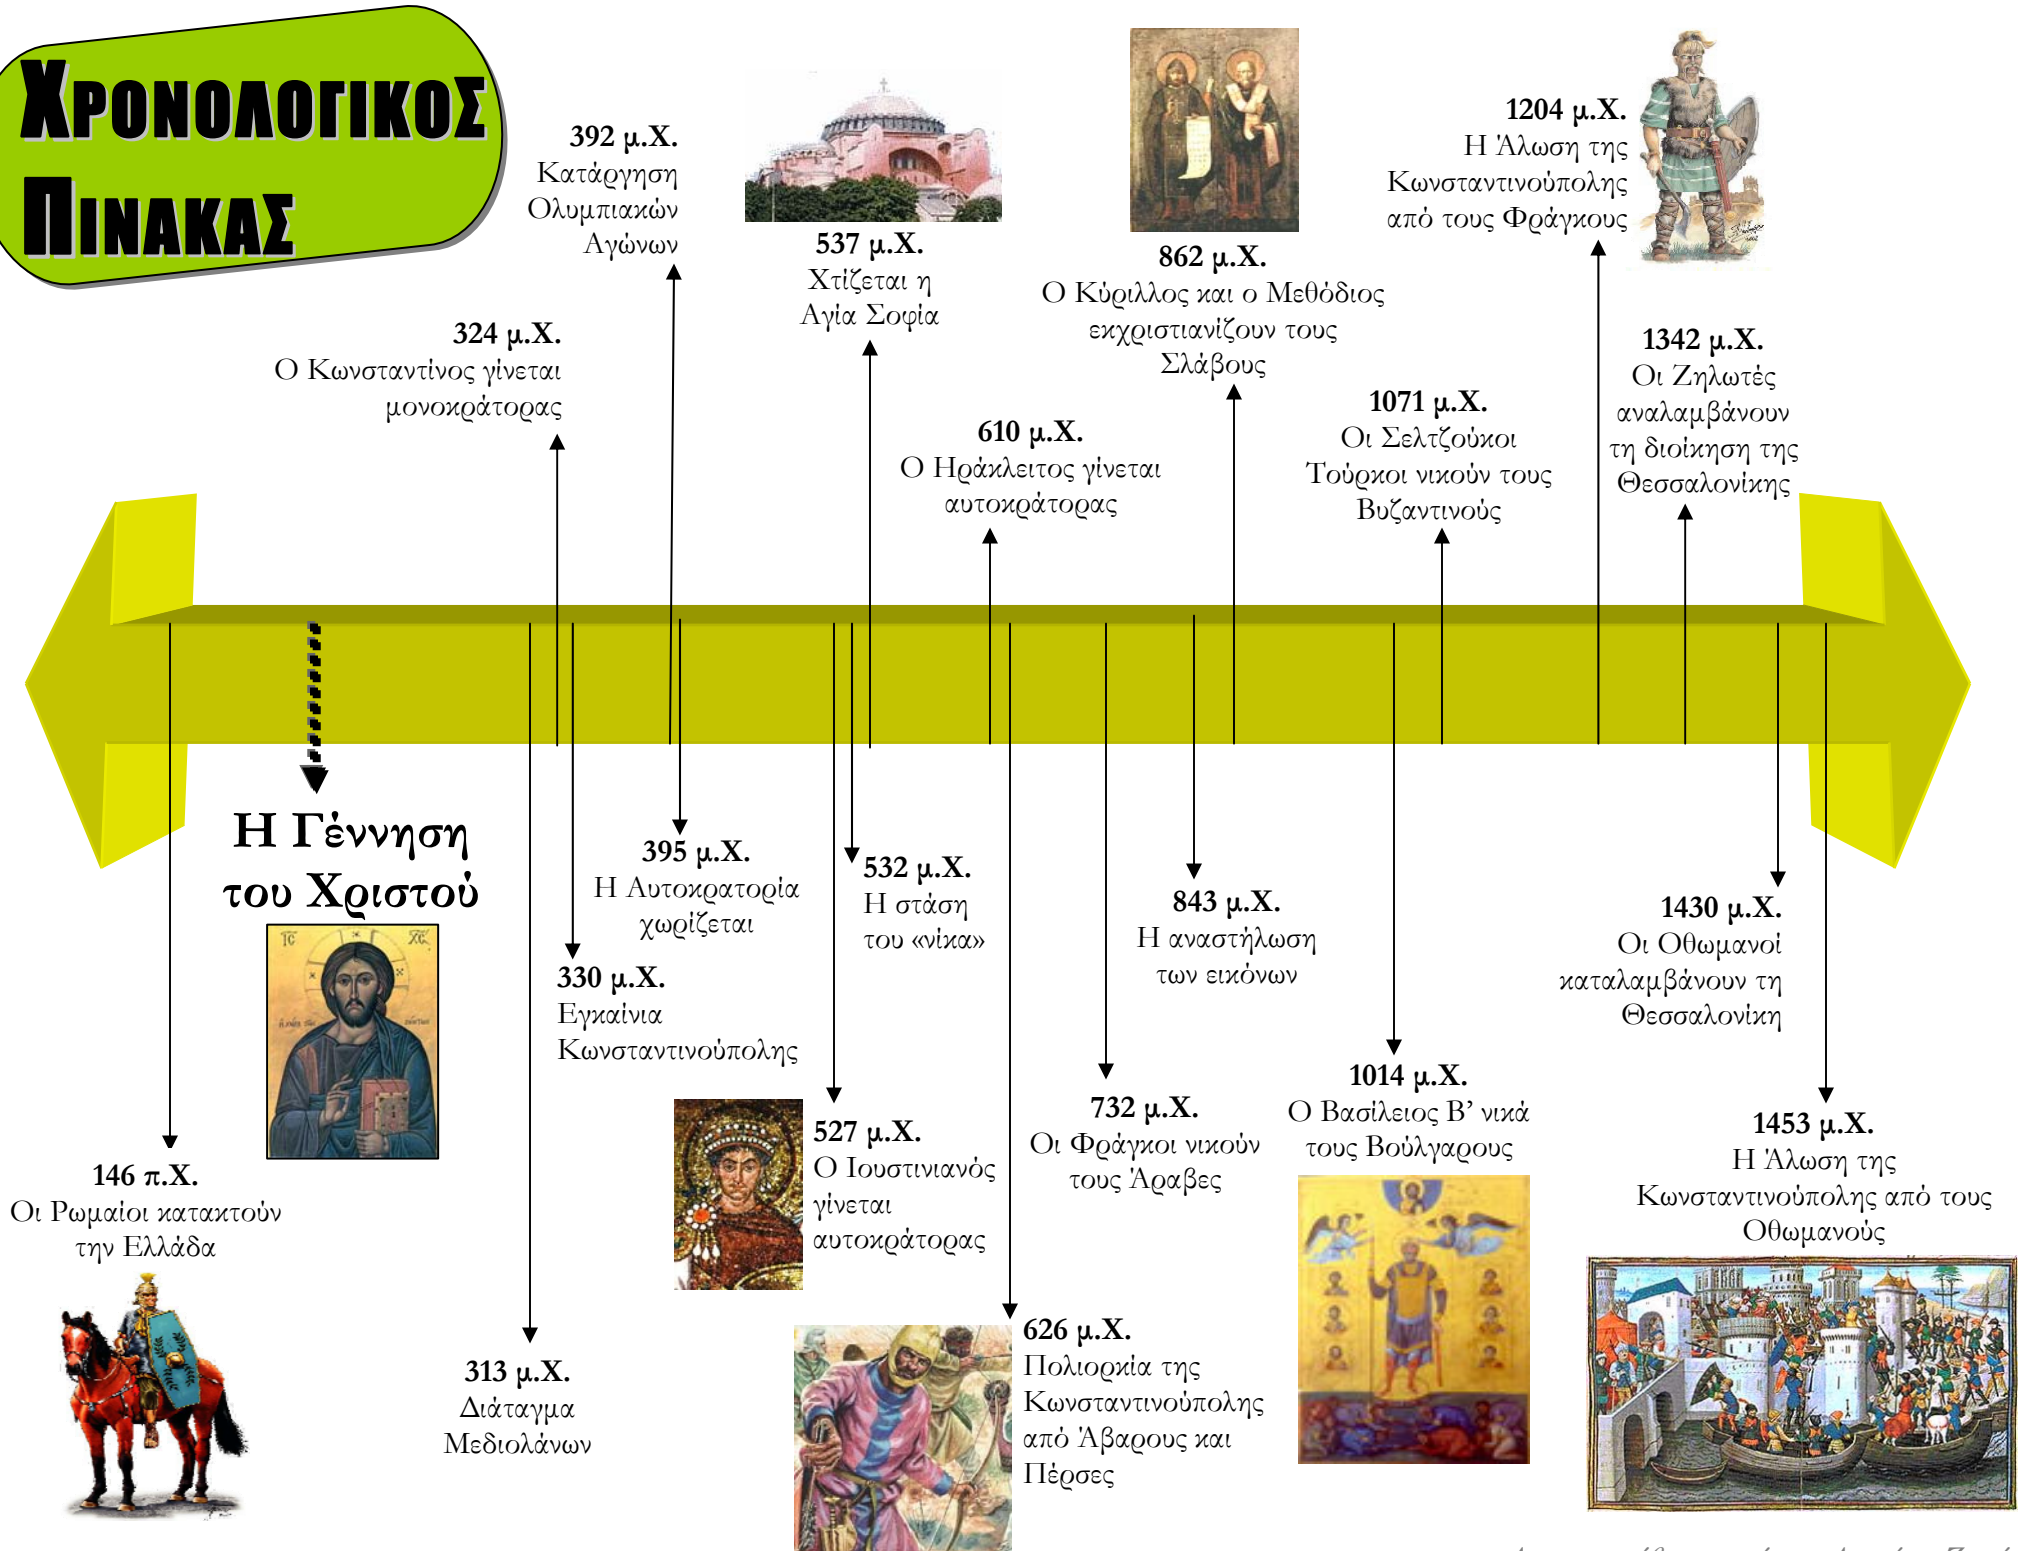 ΧΡΟΝΟΛΟΓΙΚΟΣ
ΠΙΝΑΚΑΣ
392 μ.Χ.
Κατάργηση
Ολυμπιακών
Αγώνων
537 μ.Χ.
Χτίζεται η
Αγία Σοφία
862 μ.Χ.
Ο Κύριλλος και ο Μεθόδιος
εκχριστιανίζουν τους
Σλάβους
1204 μ.Χ.
Η Άλωση της
Κωνσταντινούπολης
από τους Φράγκους
324 μ.Χ.
Ο Κωνσταντίνος γίνεται
μονοκράτορας
610 μ.Χ.
Ο Ηράκλειτος γίνεται
αυτοκράτορας
1071 μ.Χ.
Οι Σελτζούκοι
Τούρκοι νικούν τους
Βυζαντινούς
1342 μ.Χ.
Οι Ζηλωτές
αναλαμβάνουν
τη διοίκηση της
Θεσσαλονίκης
Η Γέννηση
του Χριστού
395 μ.Χ.
Η Αυτοκρατορία
χωρίζεται
532 μ.Χ.
Η στάση
του «νίκα»
843 μ.Χ.
Η αναστήλωση
των εικόνων
1430 μ.Χ.
Οι Οθωμανοί
καταλαμβάνουν τη
Θεσσαλονίκη
330 μ.Χ.
Εγκαίνια
Κωνσταντινούπολης
146 π.Χ.
Οι Ρωμαίοι κατακτούν
την Ελλάδα
527 μ.Χ.
Ο Ιουστινιανός
γίνεται
αυτοκράτορας
732 μ.Χ.
Οι Φράγκοι νικούν
τους Άραβες
1014 μ.Χ.
Ο Βασίλειος Β’ νικά
τους Βούλγαρους
1453 μ.Χ.
Η Άλωση της
Κωνσταντινούπολης από τους
Οθωμανούς
313 μ.Χ.
Διάταγμα
Μεδιολάνων
626 μ.Χ.
Πολιορκία της
Κωνσταντινούπολης
από Άβαρους και
Πέρσες